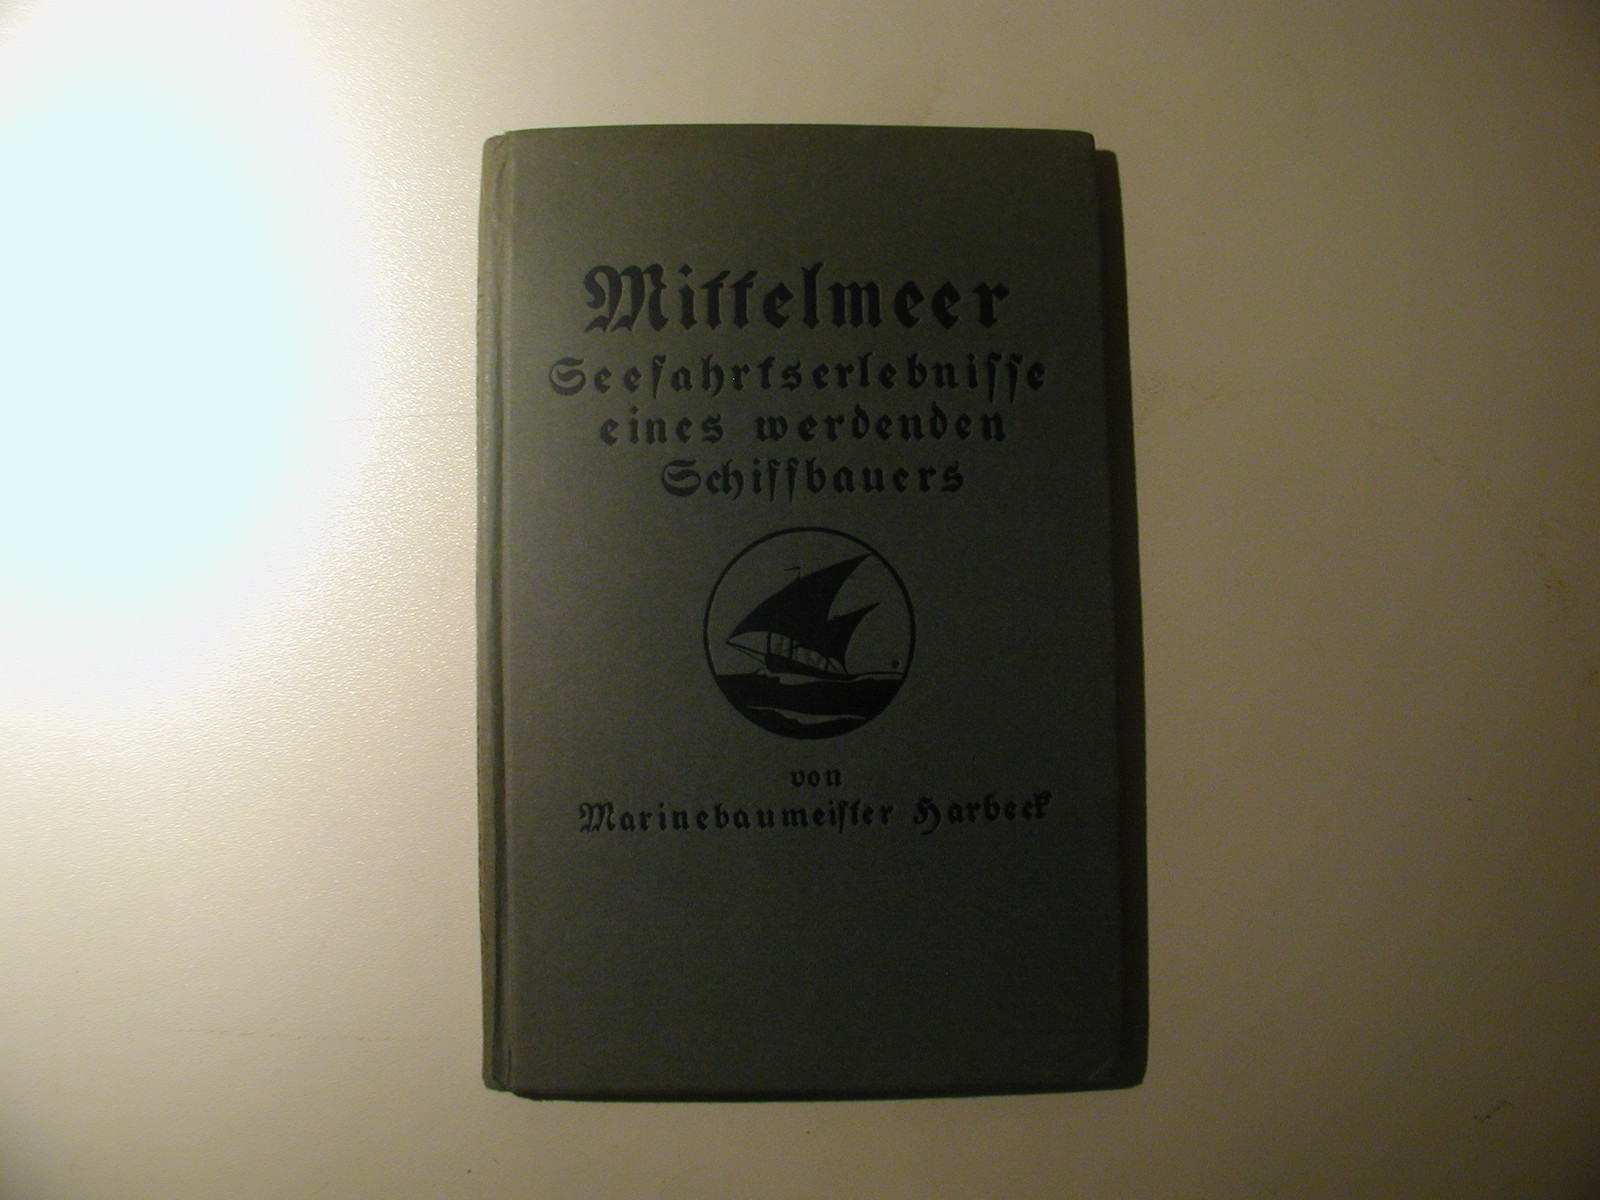 Mittelmeer
Seefahrtserlebnisse
eines werdenden
Schiffbauers
von
Marinebaumeister Harbeck